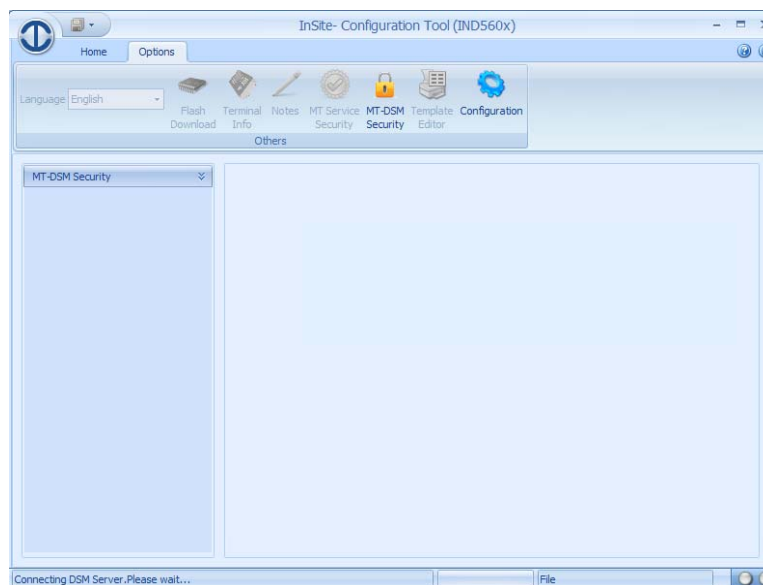 InSite- Configuration Tool (IND560x)
Home Options
Language English
Flash Download
Terminal Info
Notes
MT Service Security
MT-DSM Security
Template Editor
Configuration
Others
MT-DSM Security
Connecting DSM Server.Please wait...
File